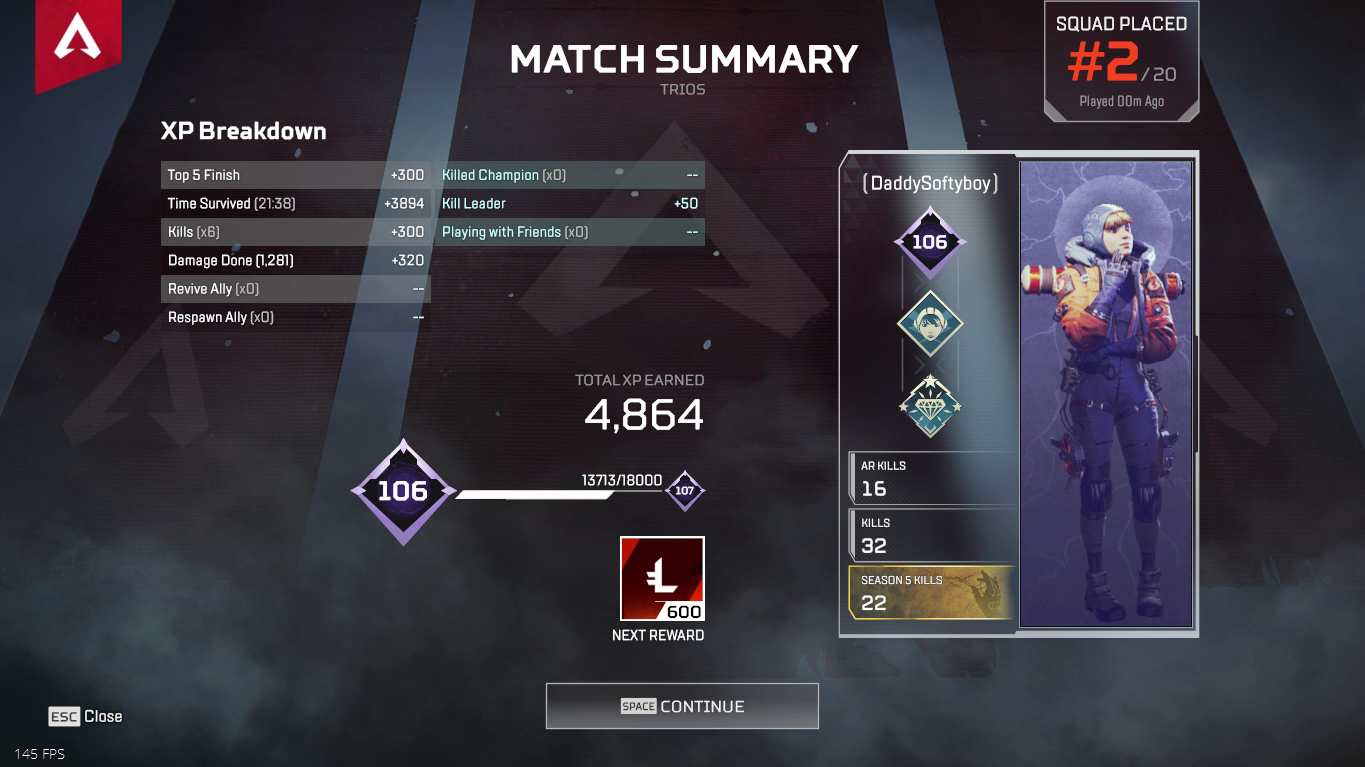 MATCH SUMMARY
TRIOS
SQUAD PLACED
#2/20
Played 00m Ago
XP Breakdown
Top 5 Finish +300
Time Survived (21:38) +3894
Kills (x6) +300
Damage Done (1,281) +320
Revive Ally (x0) --
Respawn Ally (x0) --
Killed Champion (x0) --
Kill Leader +50
Playing with Friends (x0) --
TOTAL XP EARNED
4,864
106
13713/18000
107
600
NEXT REWARD
(DaddySoftyboy)
106
AR KILLS
16
KILLS
32
SEASON 5 KILLS
22
SPACE CONTINUE
ESC Close
145 FPS